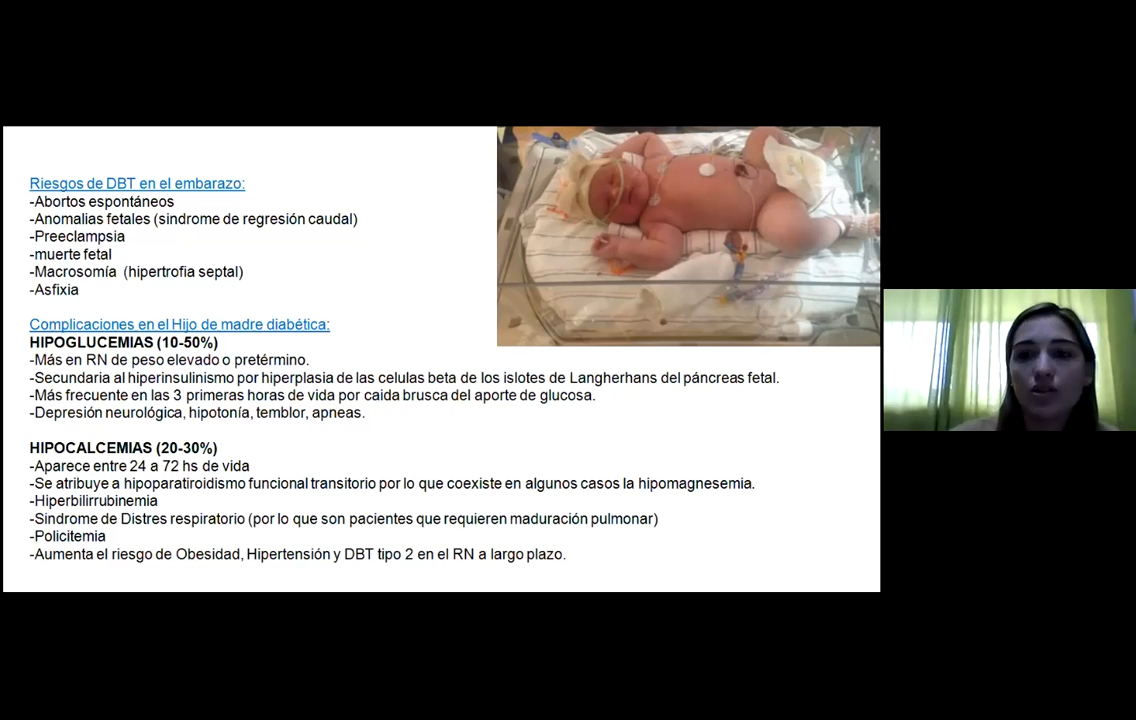 Riesgos de DBT en el embarazo:
-Abortos espontáneos
-Anomalias fetales (sindrome de regresión caudal)
-Preeclampsia
-muerte fetal
-Macrosomía (hipertrofia septal)
-Asfixia
Complicaciones en el Hijo de madre diabética:
HIPOGLUCEMIAS (10-50%)
-Más en RN de peso elevado o pretérmino.
-Secundaria al hiperinsulinismo por hiperplasia de las celulas beta de los islotes de Langherhans del páncreas fetal.
-Más frecuente en las 3 primeras horas de vida por caida brusca del aporte de glucosa.
-Depresión neurológica, hipotonía, temblor, apneas.
HIPOCALCEMIAS (20-30%)
-Aparece entre 24 a 72 hs de vida
-Se atribuye a hipoparatiroidismo funcional transitorio por lo que coexiste en algunos casos la hipomagnesemia.
-Hiperbilirrubinemia
-Sindrome de Distres respiratorio (por lo que son pacientes que requieren maduración pulmonar)
-Policitemia
-Aumenta el riesgo de Obesidad, Hipertensión y DBT tipo 2 en el RN a largo plazo.